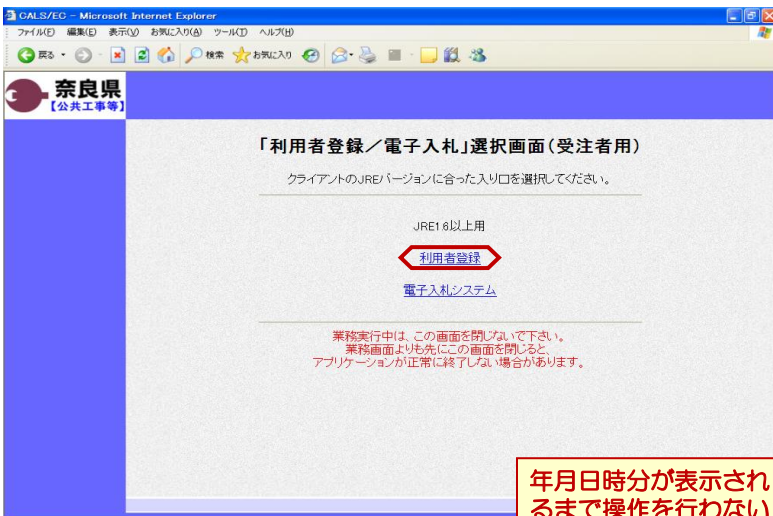 CALS/EC - Microsoft Internet Explorer
ファイル(F) 編集(E) 表示(V) お気に入り(A) ツール(T) ヘルプ(H)
戻る 検索 お気に入り
奈良県
【公共工事等】
「利用者登録／電子入札」選択画面(受注者用)
クライアントのJREバージョンに合った入り口を選択してください。
JRE1.6以上用
利用者登録
電子入札システム
業務実行中は、この画面を閉じないで下さい。
業務画面よりも先にこの画面を閉じると、
アプリケーションが正常に終了しない場合があります。
年月日時分が表示され
るまで操作を行わない